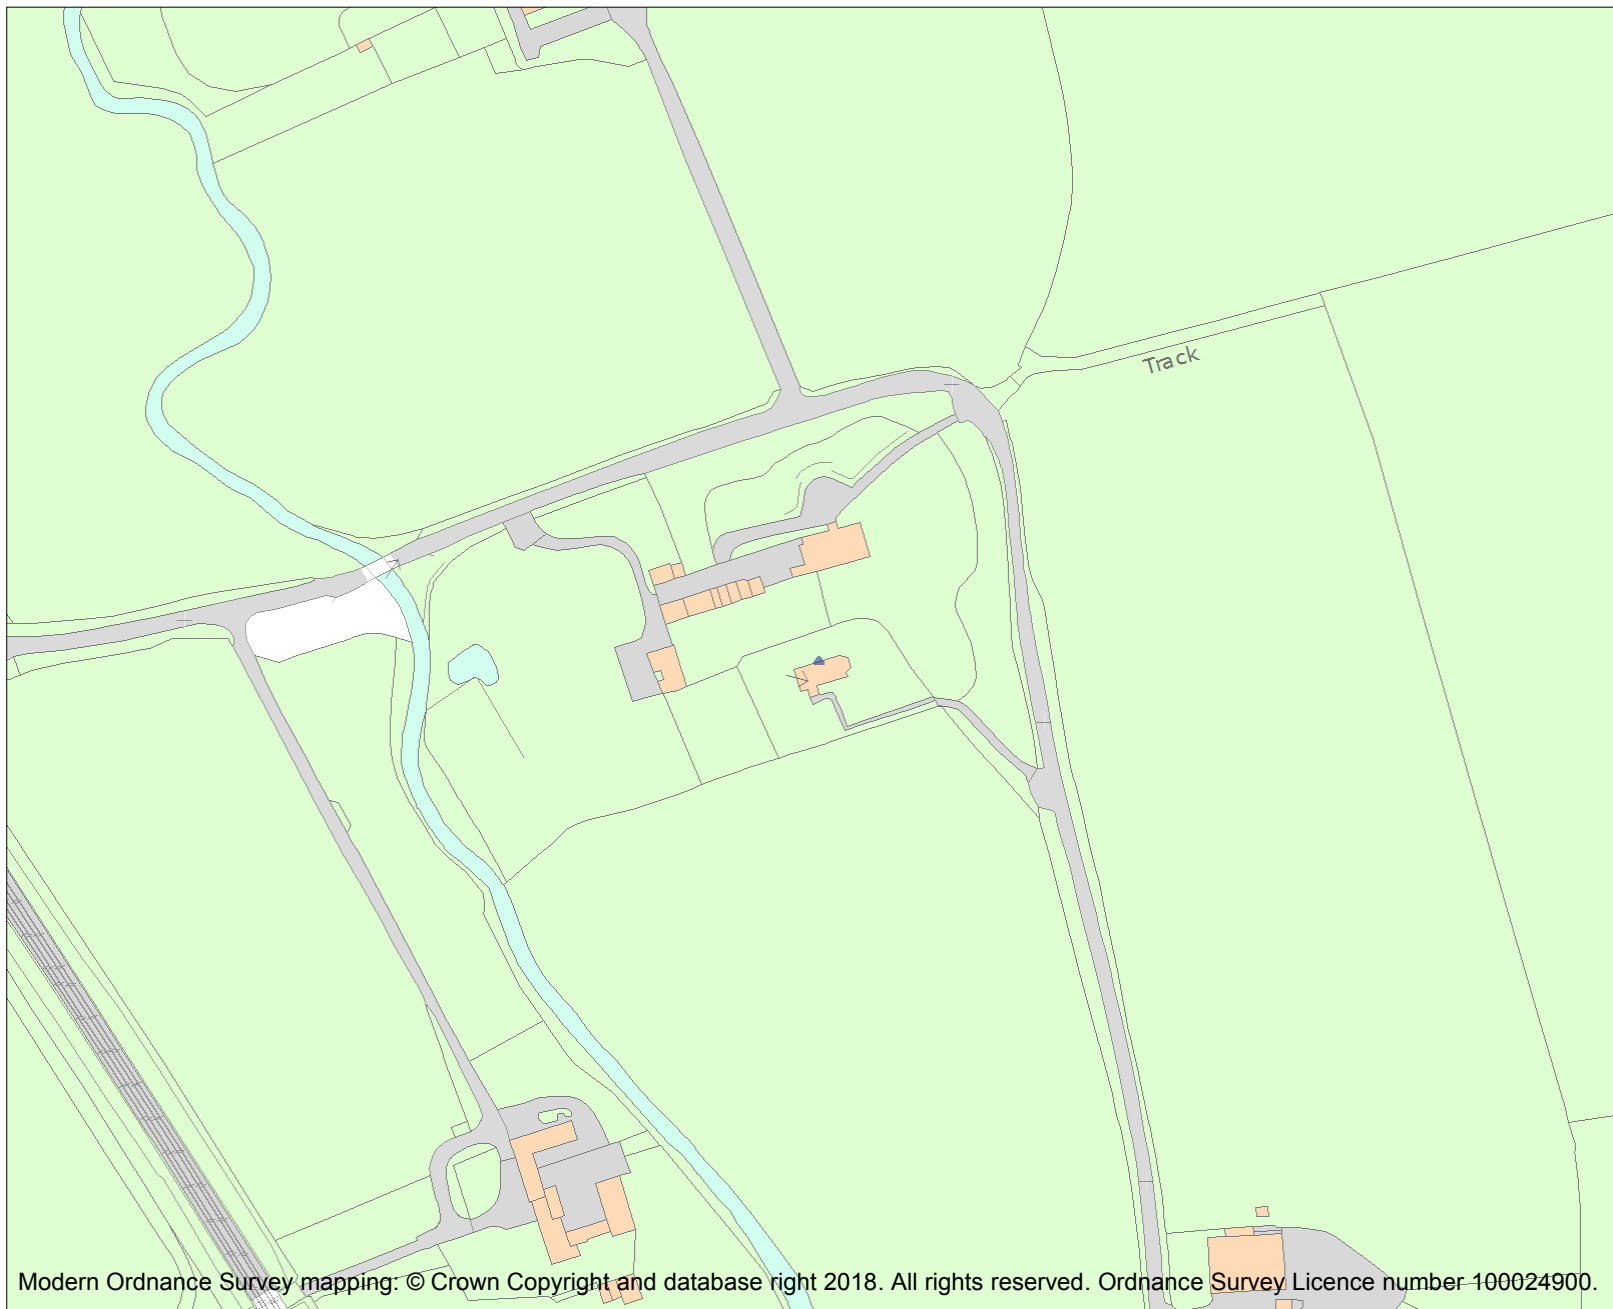 Track
Modern Ordnance Survey mapping: © Crown Copyright and database right 2018. All rights reserved. Ordnance Survey Licence number 100024900.